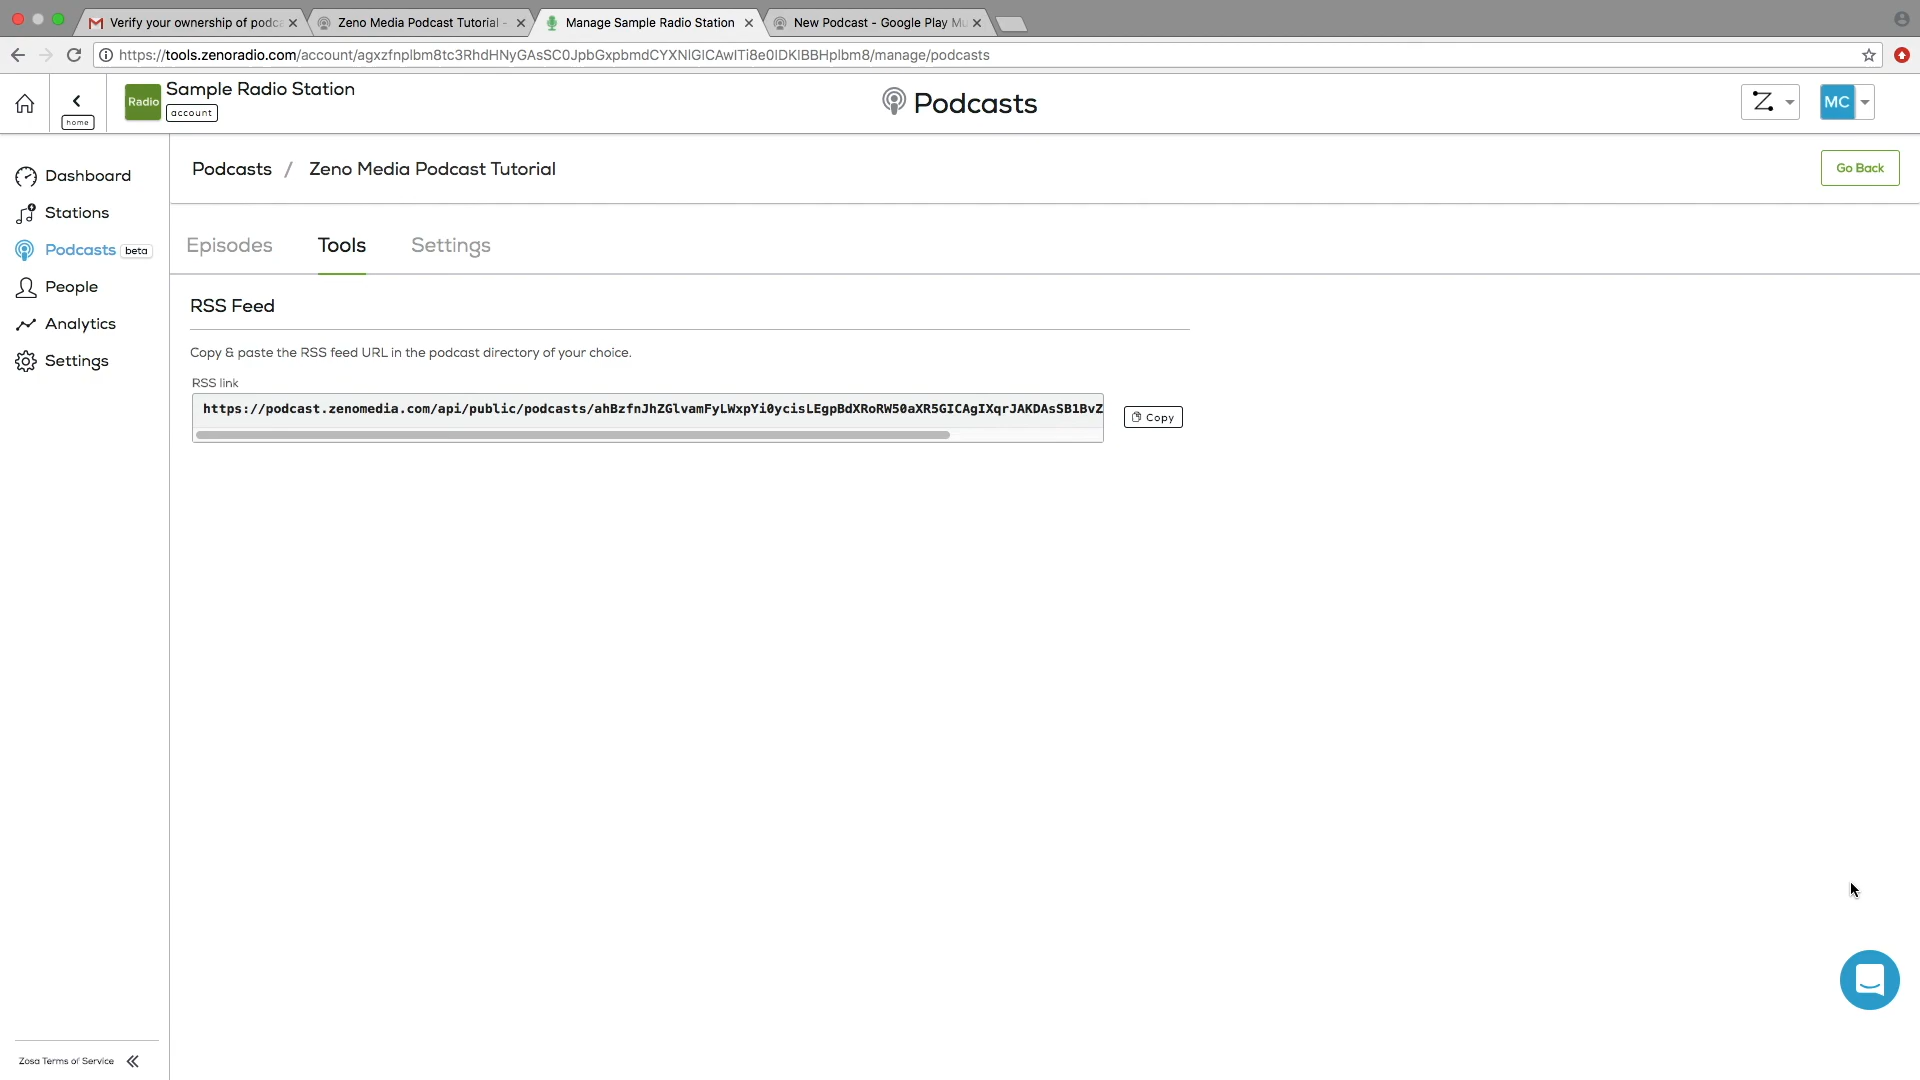 Verify your ownership of podca
Zeno Media Podcast Tutorial -
Manage Sample Radio Station
New Podcast - Google Play Mu
https://tools.zenoradio.com/account/agxzfnplbm8tc3RhdHNyGAsSC0JpbGxpbmdCYXNlGICAwITi8e0IDKIBBHplbm8/manage/podcasts
home
Radio
Sample Radio Station
account
Podcasts
Z
MC
Dashboard
Stations
Podcasts beta
People
Analytics
Settings
Podcasts / Zeno Media Podcast Tutorial
Go Back
Episodes
Tools
Settings
RSS Feed
Copy & paste the RSS feed URL in the podcast directory of your choice.
RSS link
https://podcast.zenomedia.com/api/public/podcasts/ahBzfnJhZGlvamFyLWxpYi0ycisLEgpBdXRoRW50aXR5GICAgIXqrJAKDAsSB1BvZ
Copy
Zosa Terms of Service